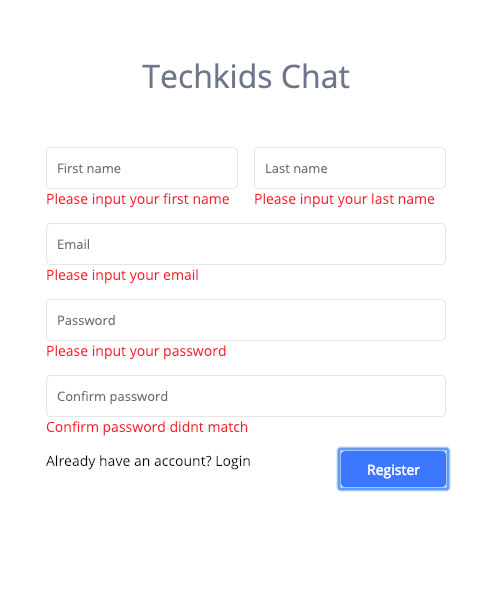 Techkids Chat
First name
Last name
Please input your first name
Please input your last name
Email
Please input your email
Password
Please input your password
Confirm password
Confirm password didnt match
Already have an account? Login
Register